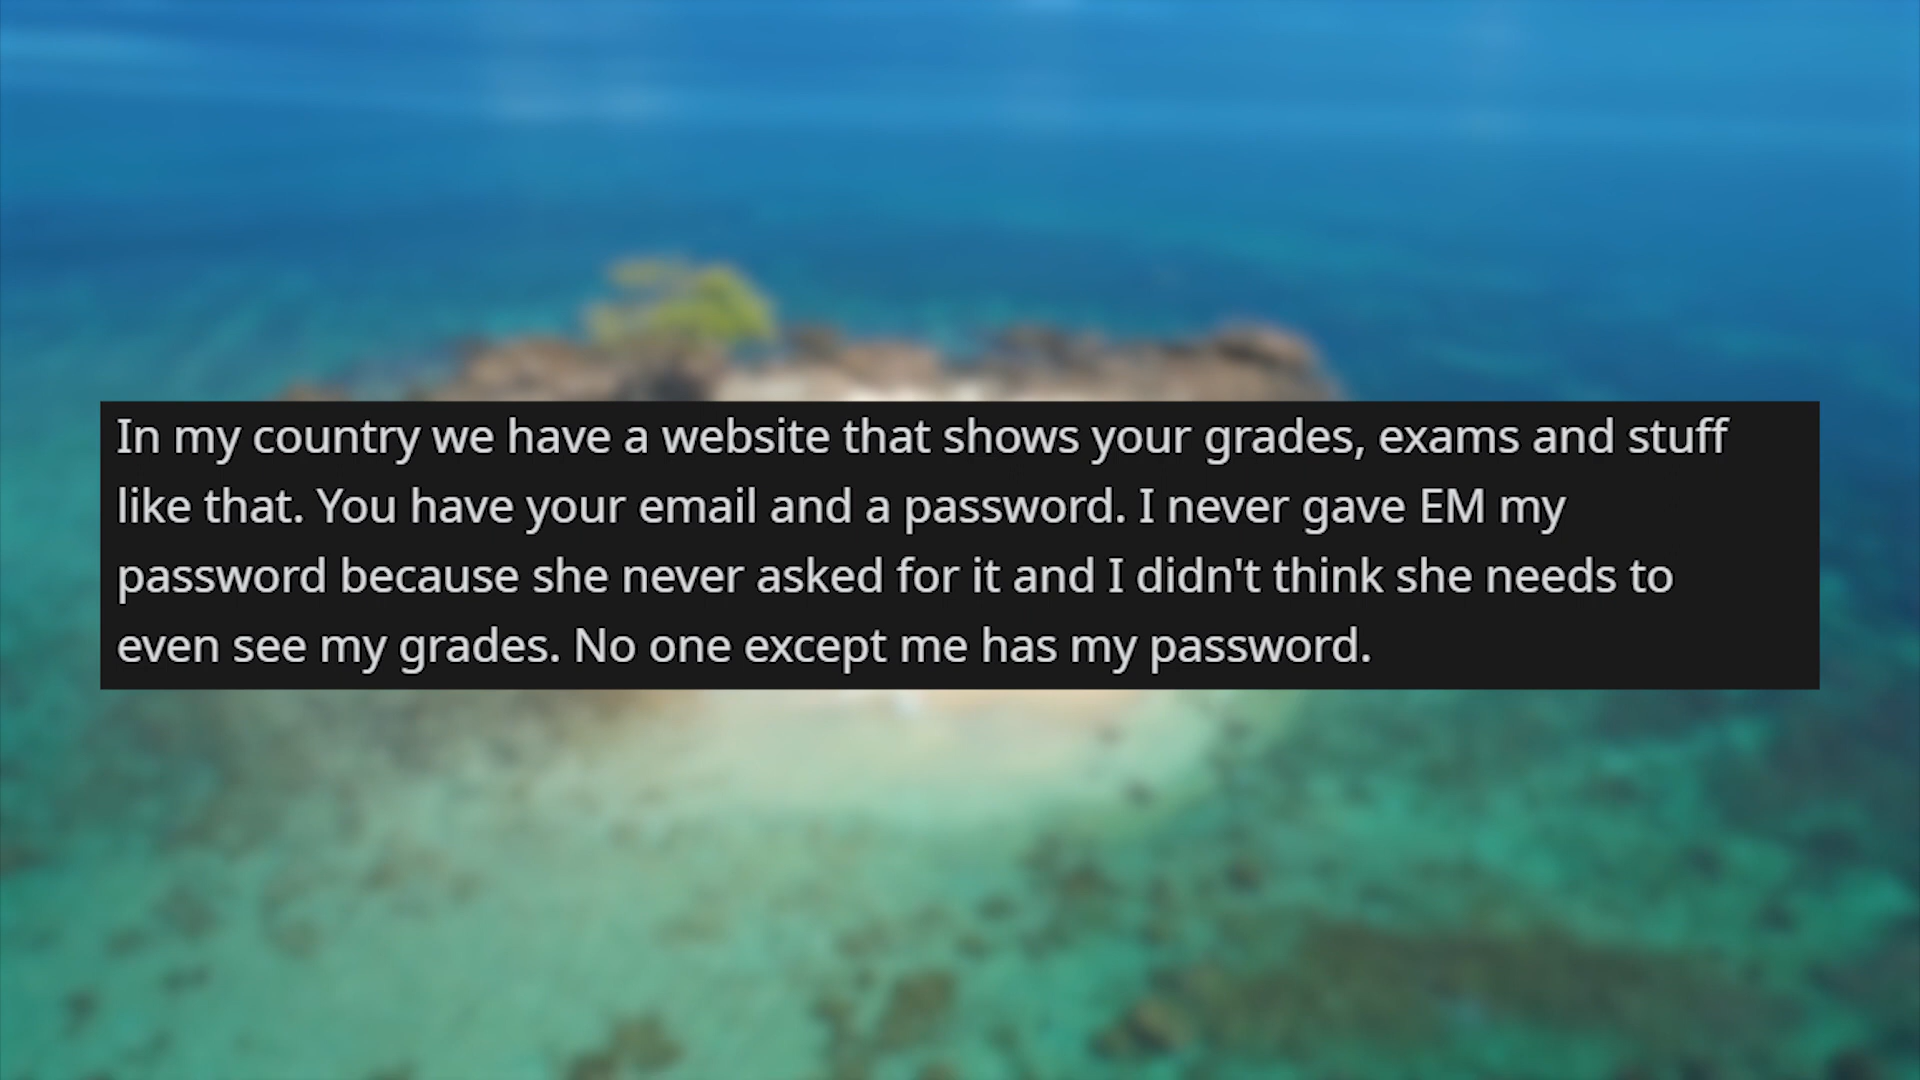 In my country we have a website that shows your grades, exams and stuff
like that. You have your email and a password. I never gave EM my
password because she never asked for it and I didn't think she needs to
even see my grades. No one except me has my password.